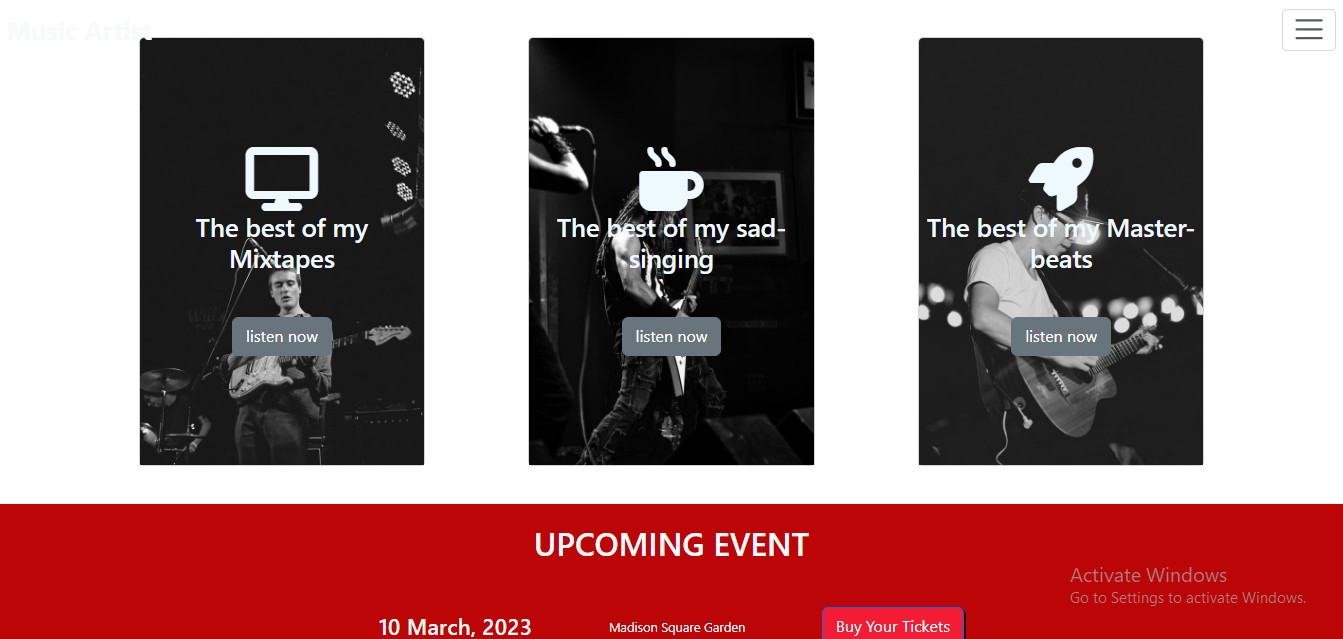 Music Artist
The best of my
Mixtapes
listen now
The best of my sad-
singing
listen now
The best of my Master-
beats
listen now
UPCOMING EVENT
10 March, 2023
Madison Square Garden
Buy Your Tickets
Activate Windows
Go to Settings to activate Windows.